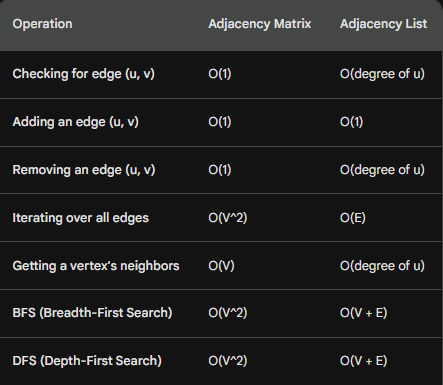 Operation Adjacency Matrix Adjacency List
Checking for edge (u, v) O(1) O(degree of u)
Adding an edge (u, v) O(1) O(1)
Removing an edge (u, v) O(1) O(degree of u)
Iterating over all edges O(V^2) O(E)
Getting a vertex's neighbors O(V) O(degree of u)
BFS (Breadth-First Search) O(V^2) O(V + E)
DFS (Depth-First Search) O(V^2) O(V + E)